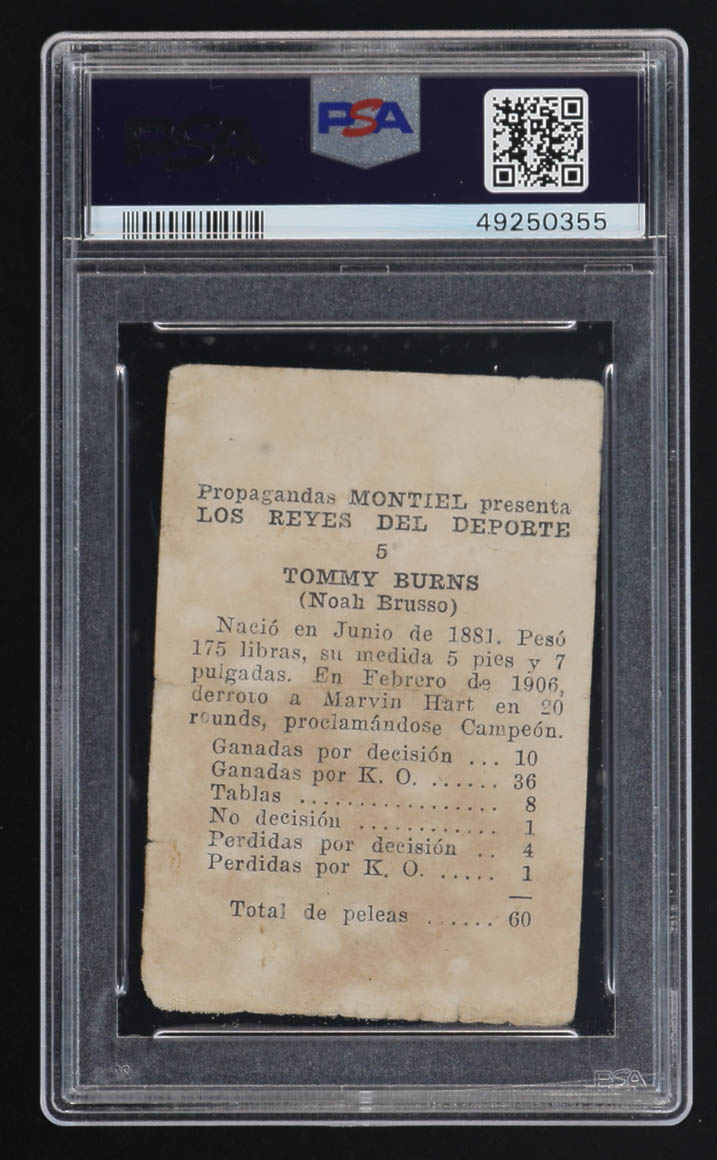 PSA
PSA
49250355
Propagandas MONTIEL presenta
LOS REYES DEL DEPORTE
5
TOMMY BURNS
(Noah Brusso)
Nació en Junio de 1881. Pesó
175 libras, su medida 5 pies y 7
pulgadas. En Febrero de 1906,
derroto a Marvin Hart en 20
rounds, proclamándose Campeón.
Ganadas por decisión ... 10
Ganadas por K. O. ....... 36
Tablas ................. 8
No decisión ............ 1
Perdidas por decisión .. 4
Perdidas por K. O. ..... 1
Total de peleas ...... 60
PSA